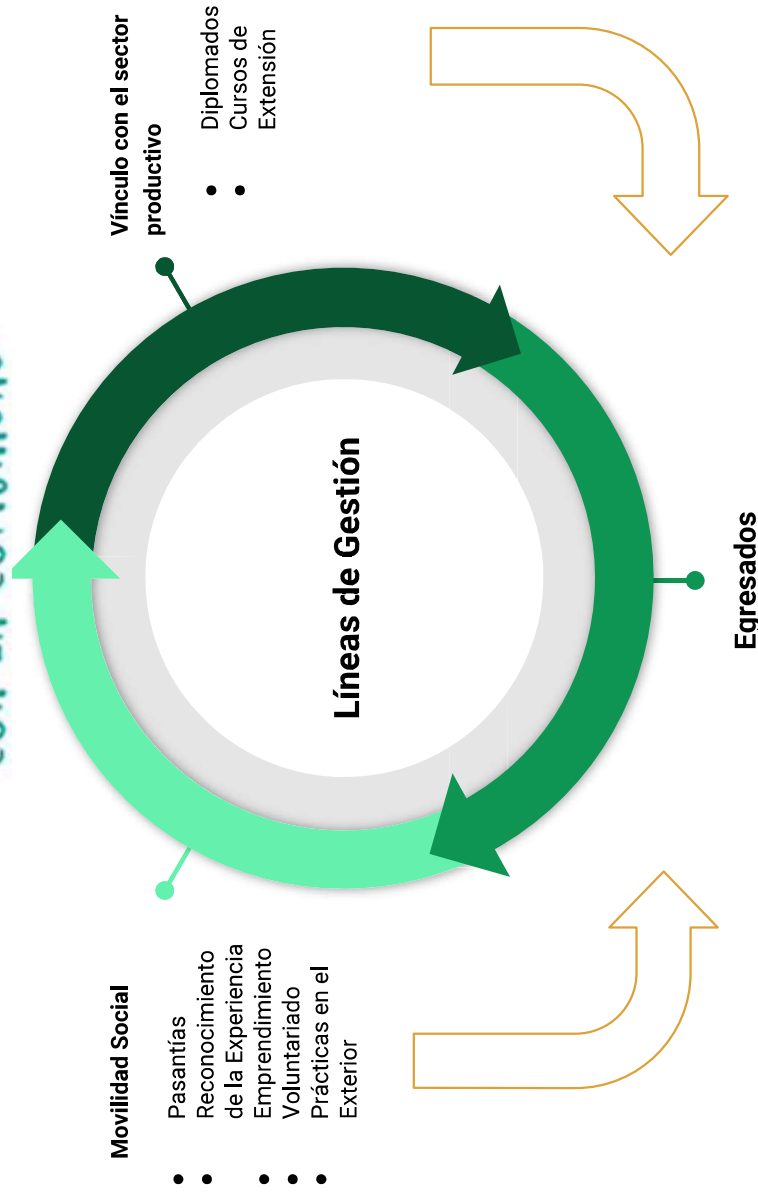 Líneas de Gestión
Movilidad Social
• Pasantías
• Reconocimiento
de la Experiencia
• Emprendimiento
• Voluntariado
• Prácticas en el
Exterior
Vínculo con el sector
productivo
• Diplomados
• Cursos de
Extensión
Egresados